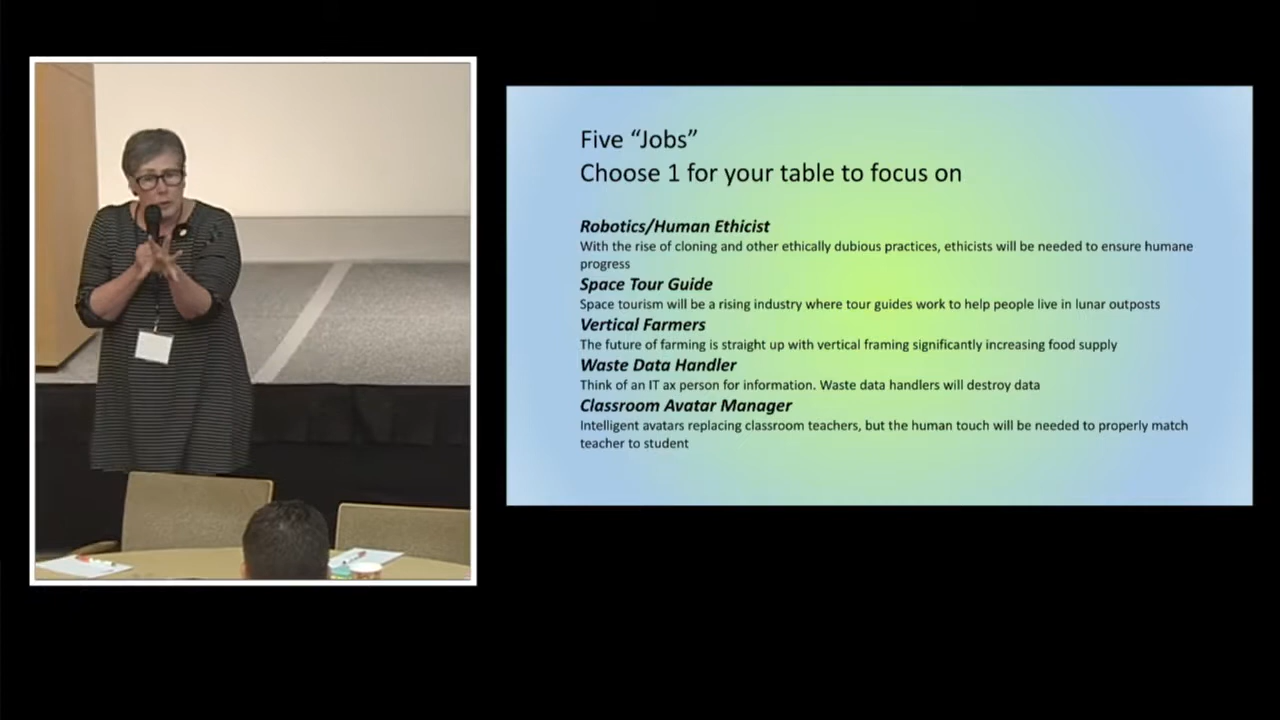 Five “Jobs”
Choose 1 for your table to focus on
Robotics/Human Ethicist
With the rise of cloning and other ethically dubious practices, ethicists will be needed to ensure humane
progress
Space Tour Guide
Space tourism will be a rising industry where tour guides work to help people live in lunar outposts
Vertical Farmers
The future of farming is straight up with vertical framing significantly increasing food supply
Waste Data Handler
Think of an IT ax person for information. Waste data handlers will destroy data
Classroom Avatar Manager
Intelligent avatars replacing classroom teachers, but the human touch will be needed to properly match
teacher to student